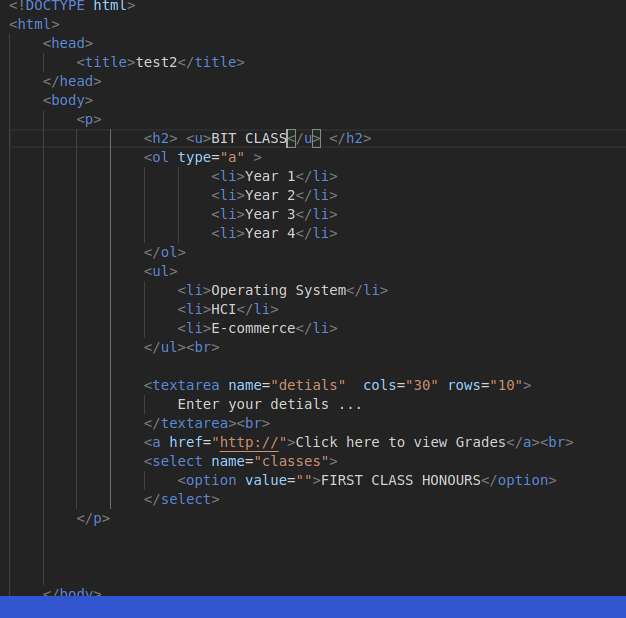 <!DOCTYPE html>
<html>
<head>
<title>test2</title>
</head>
<body>
<p>
<h2> <u>BIT CLASS</u> </h2>
<ol type="a" >
<li>Year 1</li>
<li>Year 2</li>
<li>Year 3</li>
<li>Year 4</li>
</ol>
<ul>
<li>Operating System</li>
<li>HCI</li>
<li>E-commerce</li>
</ul><br>
<textarea name="detials"  cols="30" rows="10">
Enter your detials ...
</textarea><br>
<a href="http://">Click here to view Grades</a><br>
<select name="classes">
<option value="">FIRST CLASS HONOURS</option>
</select>
</p>
</body>